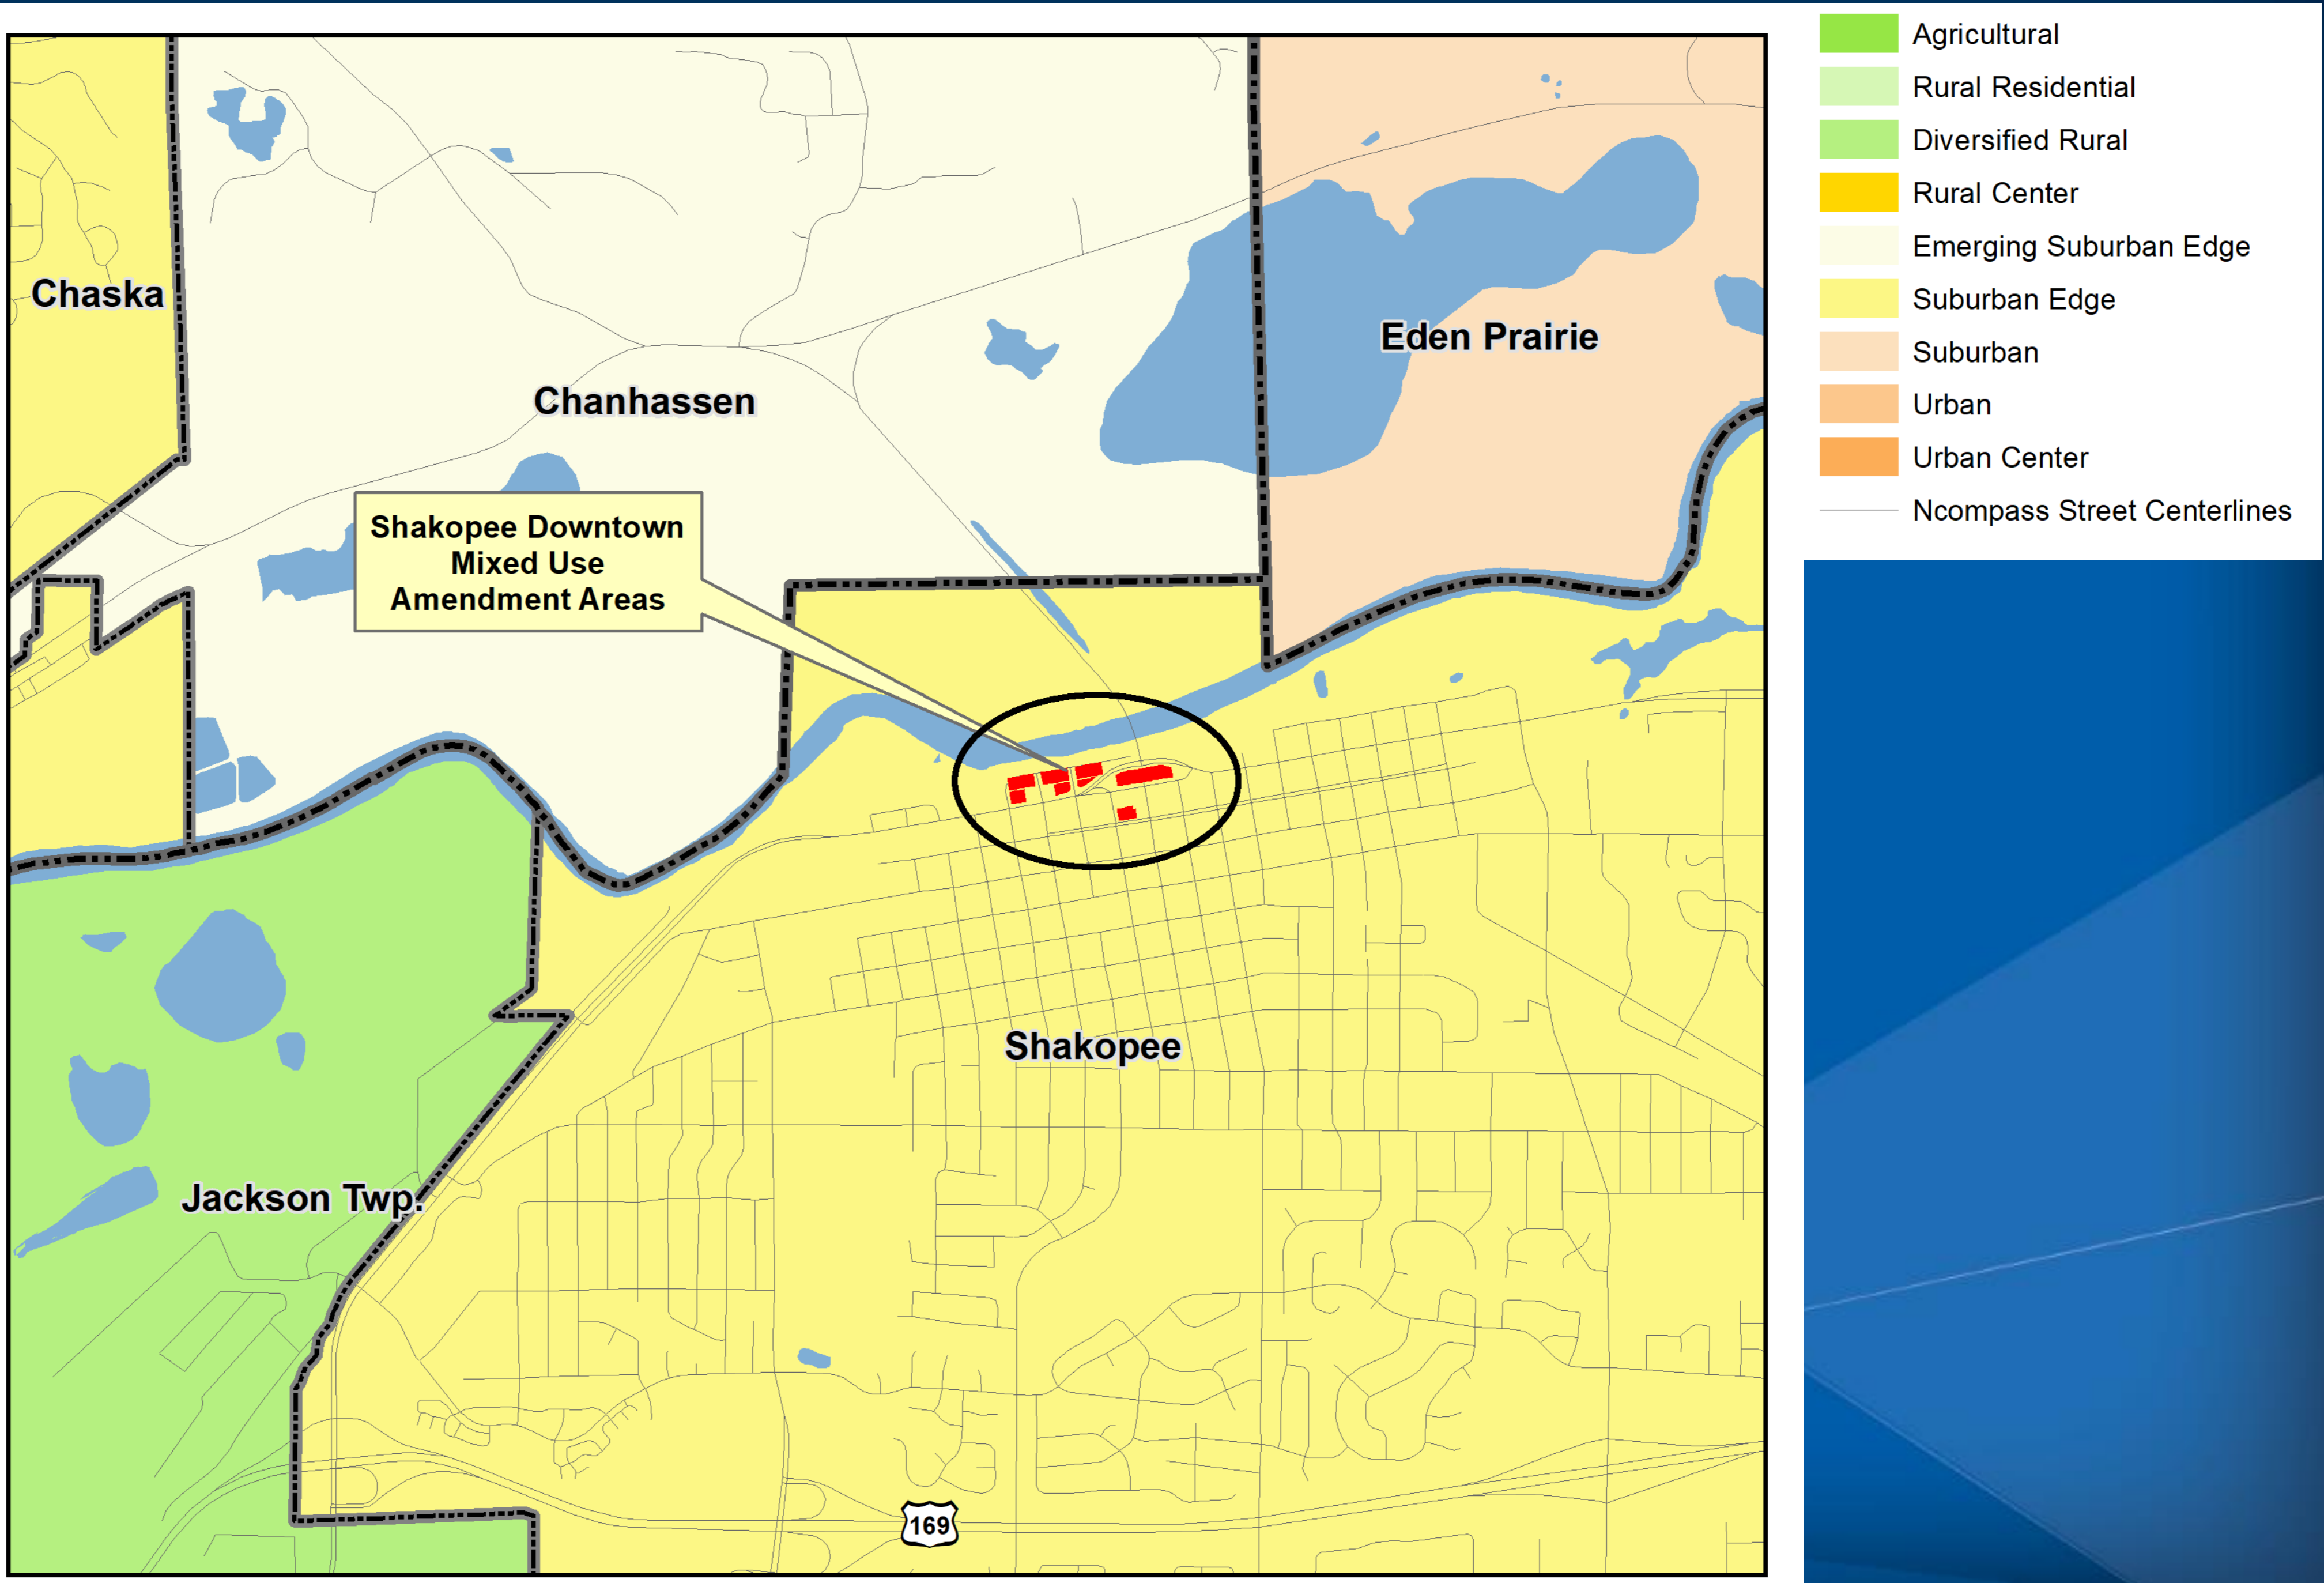 Chaska
Chanhassen
Eden Prairie
Shakopee Downtown
Mixed Use
Amendment Areas
Shakopee
Jackson Twp.
169
Agricultural
Rural Residential
Diversified Rural
Rural Center
Emerging Suburban Edge
Suburban Edge
Suburban
Urban
Urban Center
Ncompass Street Centerlines